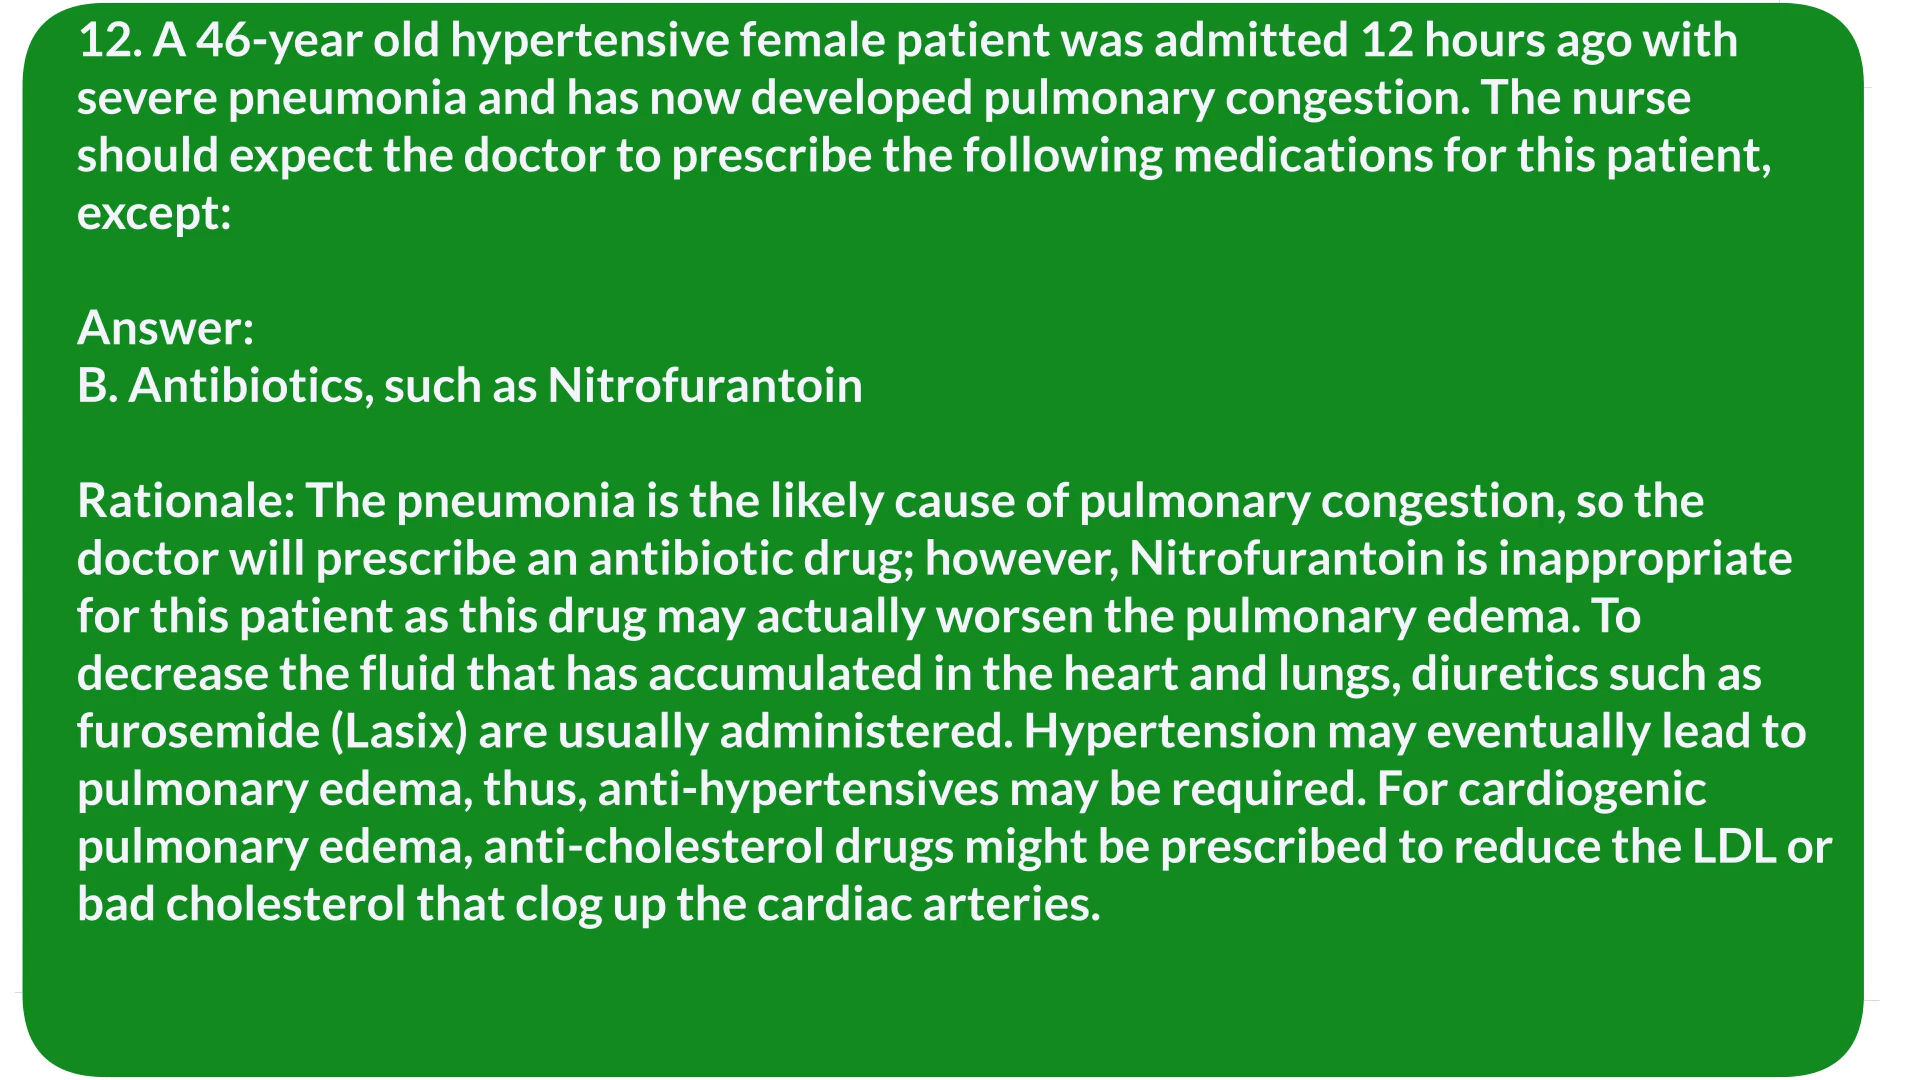 12. A 46-year old hypertensive female patient was admitted 12 hours ago with
severe pneumonia and has now developed pulmonary congestion. The nurse
should expect the doctor to prescribe the following medications for this patient,
except:
Answer:
B. Antibiotics, such as Nitrofurantoin
Rationale: The pneumonia is the likely cause of pulmonary congestion, so the
doctor will prescribe an antibiotic drug; however, Nitrofurantoin is inappropriate
for this patient as this drug may actually worsen the pulmonary edema. To
decrease the fluid that has accumulated in the heart and lungs, diuretics such as
furosemide (Lasix) are usually administered. Hypertension may eventually lead to
pulmonary edema, thus, anti-hypertensives may be required. For cardiogenic
pulmonary edema, anti-cholesterol drugs might be prescribed to reduce the LDL or
bad cholesterol that clog up the cardiac arteries.